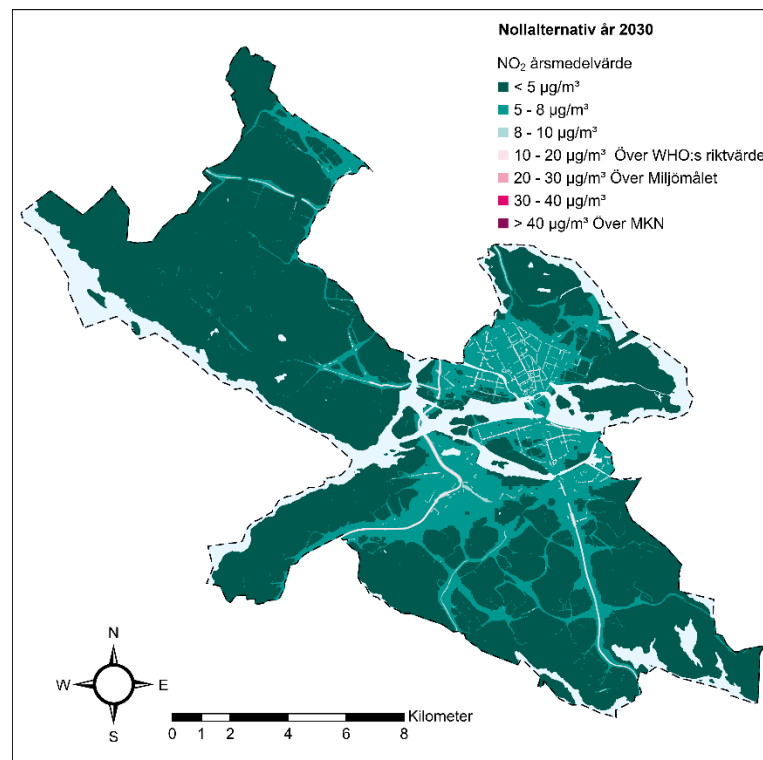 Nollalternativ år 2030
NO₂ årsmedelvärde
< 5 µg/m³
5 - 8 µg/m³
8 - 10 µg/m³
10 - 20 µg/m³ Över WHO:s riktvärde
20 - 30 µg/m³ Över Miljömålet
30 - 40 µg/m³
> 40 µg/m³ Över MKN
N
W E
S
Kilometer
0 1 2 4 6 8